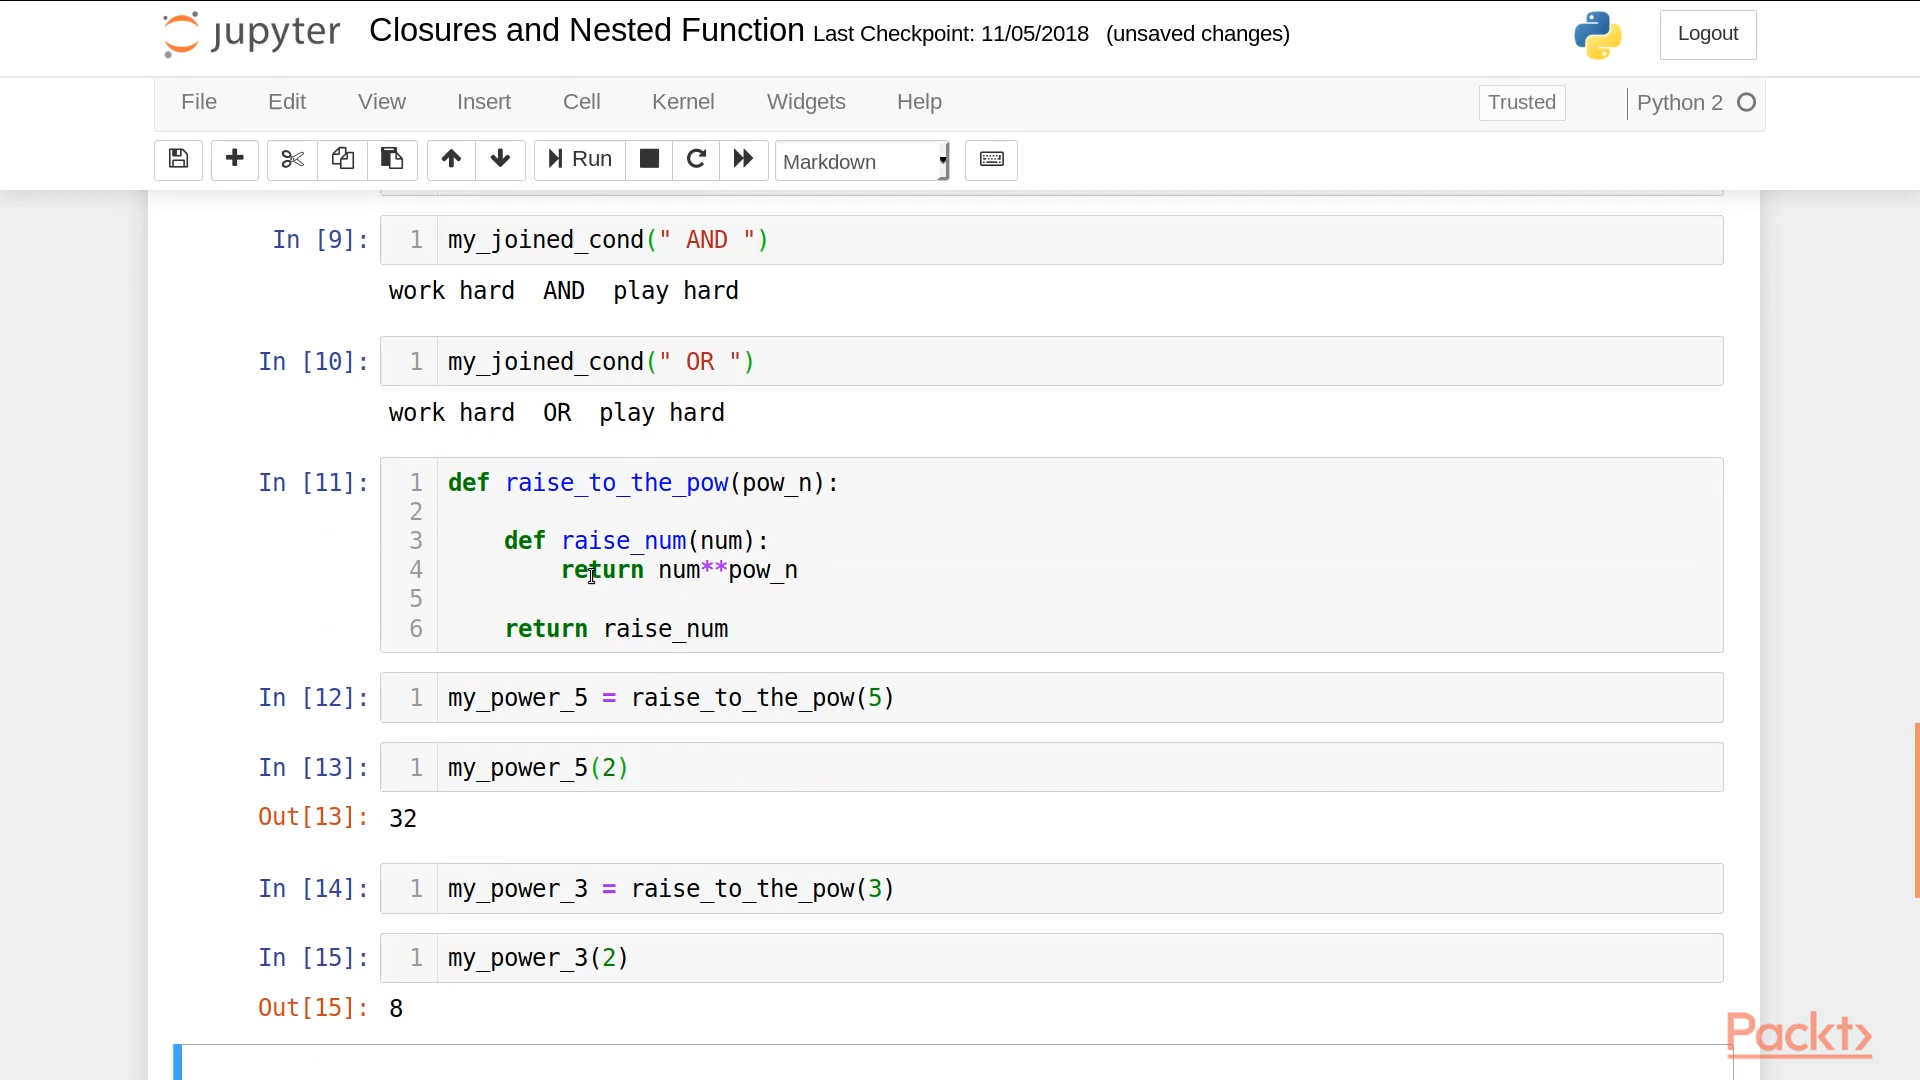 jupyter Closures and Nested Function Last Checkpoint: 11/05/2018 (unsaved changes) Logout
File Edit View Insert Cell Kernel Widgets Help Trusted Python 2
Run Markdown
In [9]: 1 my_joined_cond(" AND ")
work hard  AND  play hard
In [10]: 1 my_joined_cond(" OR ")
work hard  OR  play hard
In [11]: 1 def raise_to_the_pow(pow_n):
2
3     def raise_num(num):
4         return num**pow_n
5
6     return raise_num
In [12]: 1 my_power_5 = raise_to_the_pow(5)
In [13]: 1 my_power_5(2)
Out[13]: 32
In [14]: 1 my_power_3 = raise_to_the_pow(3)
In [15]: 1 my_power_3(2)
Out[15]: 8
Packt>